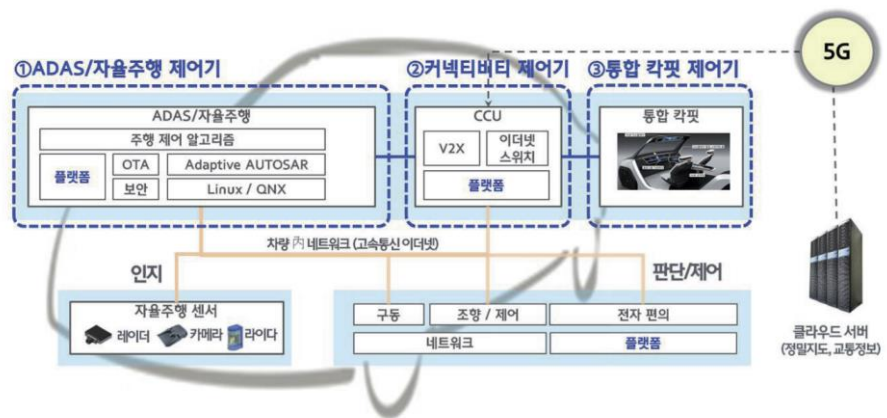 5G
①ADAS/자율주행 제어기
②커넥티비티 제어기
③통합 칵핏 제어기
ADAS/자율주행
주행 제어 알고리즘
플랫폼
OTA
보안
Adaptive AUTOSAR
Linux / QNX
CCU
V2X
이더넷
스위치
플랫폼
통합 칵핏
차량 內 네트워크 (고속통신 이더넷)
인지
자율주행 센서
레이더
카메라
라이다
판단/제어
구동
조향 / 제어
전자 편의
네트워크
플랫폼
클라우드 서버
(정밀지도, 교통정보)